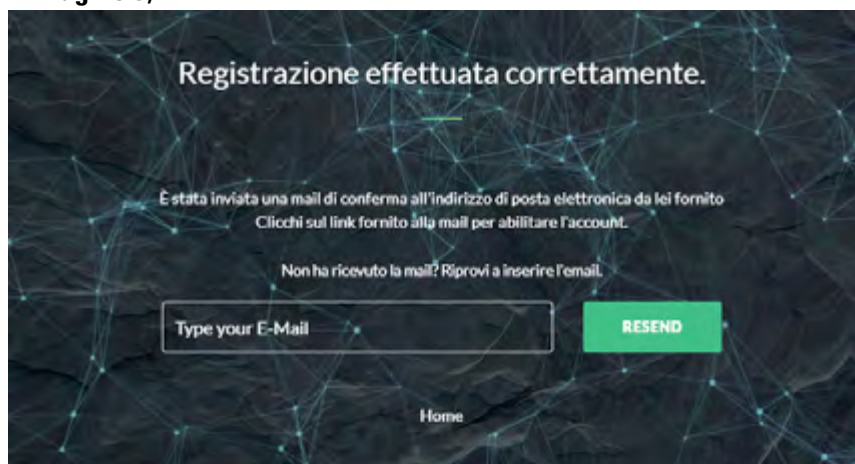 Registrazione effettuata correttamente.
È stata inviata una mail di conferma all'indirizzo di posta elettronica da lei fornito
Clicchi sul link fornito alla mail per abilitare l'account.
Non ha ricevuto la mail? Riprovi a inserire l'email.
Type your E-Mail
RESEND
Home